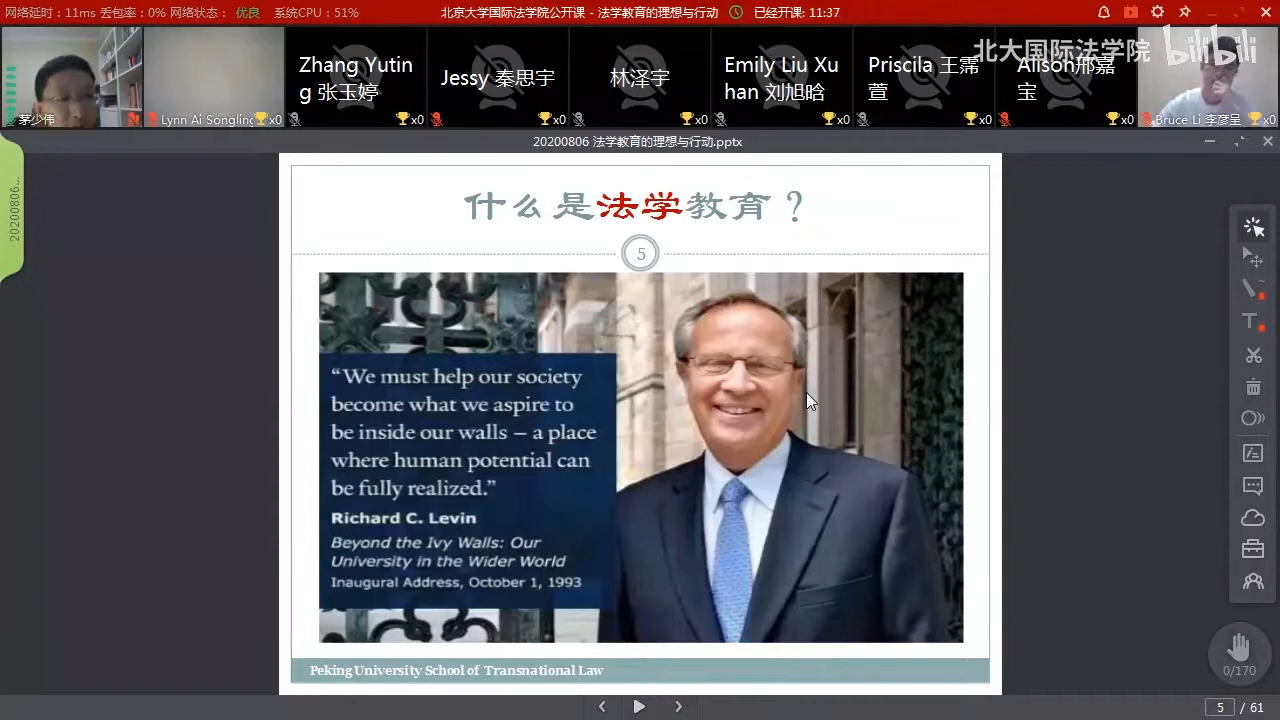 网络延时：11ms 丢包率：0% 网络状态： 优良 系统CPU：51%
北京大学国际法学院公开课 - 法学教育的理想与行动 已经开课: 11:37
茅少伟
Lynn Ai Songling
x0
Zhang Yutin
g 张玉婷
x0
Jessy 秦思宇
x0
林泽宇
x0
Emily Liu Xu
han 刘旭晗
x0
Priscila 王霈
萱
x0
Alison邢嘉
宝
x0
北大国际法学院 bilibili
Bruce Li 李彦呈
x0
20200806 法学教育的理想与行动.pptx
20200806...
什么是法学教育？
5
“We must help our society
become what we aspire to
be inside our walls – a place
where human potential can
be fully realized.”
Richard C. Levin
Beyond the Ivy Walls: Our
University in the Wider World
Inaugural Address, October 1, 1993
Peking University School of Transnational Law
0/170
5 / 61